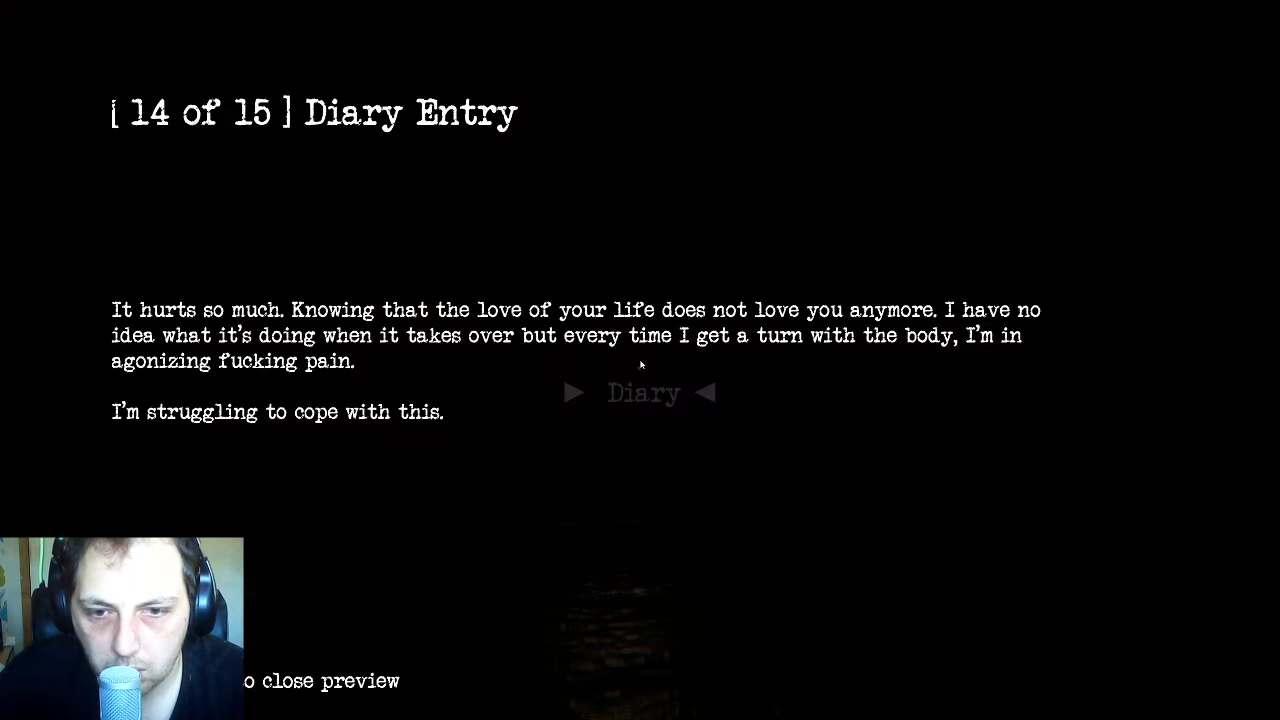 [ 14 of 15 ] Diary Entry
It hurts so much. Knowing that the love of your life does not love you anymore. I have no
idea what it's doing when it takes over but every time I get a turn with the body, I'm in
agonizing fucking pain.
▶ Diary ◀
I'm struggling to cope with this.
o close preview